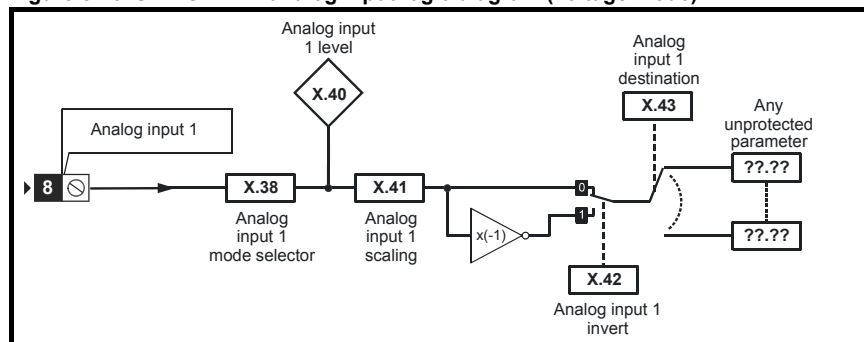 Analog input
1 level
X.40
Analog input 1
8
X.38
Analog
input 1
mode selector
X.41
Analog
input 1
scaling
x(-1)
0
1
X.42
Analog input 1
invert
Analog
input 1
destination
X.43
Any
unprotected
parameter
??.??
??.??